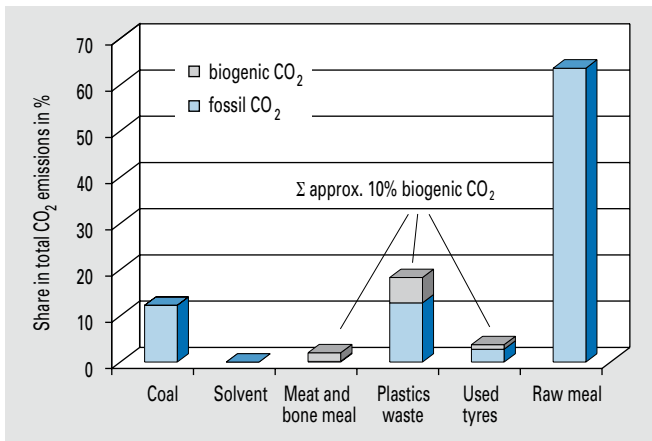 Share in total CO₂ emissions in %
70
60
50
40
30
20
10
0
biogenic CO₂
fossil CO₂
Σ approx. 10% biogenic CO₂
Coal
Solvent
Meat and
bone meal
Plastics
waste
Used
tyres
Raw meal